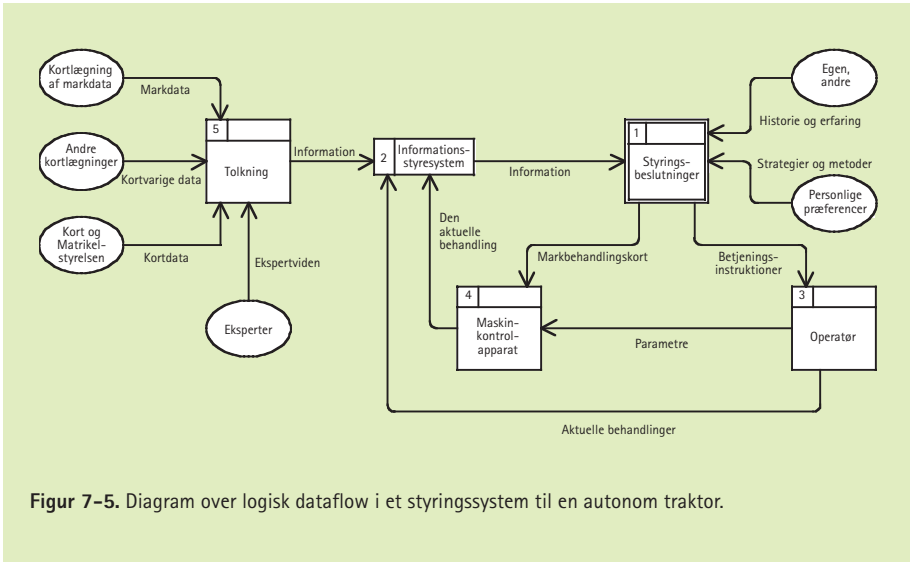 Kortlægning
af markdata
Markdata
Andre
kortlægninger
Kortvarige data
Kort og
Matrikel-
styrelsen
Kortdata
5
Tolkning
Ekspertviden
Eksperter
Information
2
Informations-
styresystem
Information
Den
aktuelle
behandling
1
Styrings-
beslutninger
Egen,
andre
Historie og erfaring
Strategier og metoder
Personlige
præferencer
Markbehandlingskort
Betjenings-
instruktioner
4
Maskin-
kontrol-
apparat
Parametre
3
Operatør
Aktuelle behandlinger
Figur 7-5. Diagram over logisk dataflow i et styringssystem til en autonom traktor.